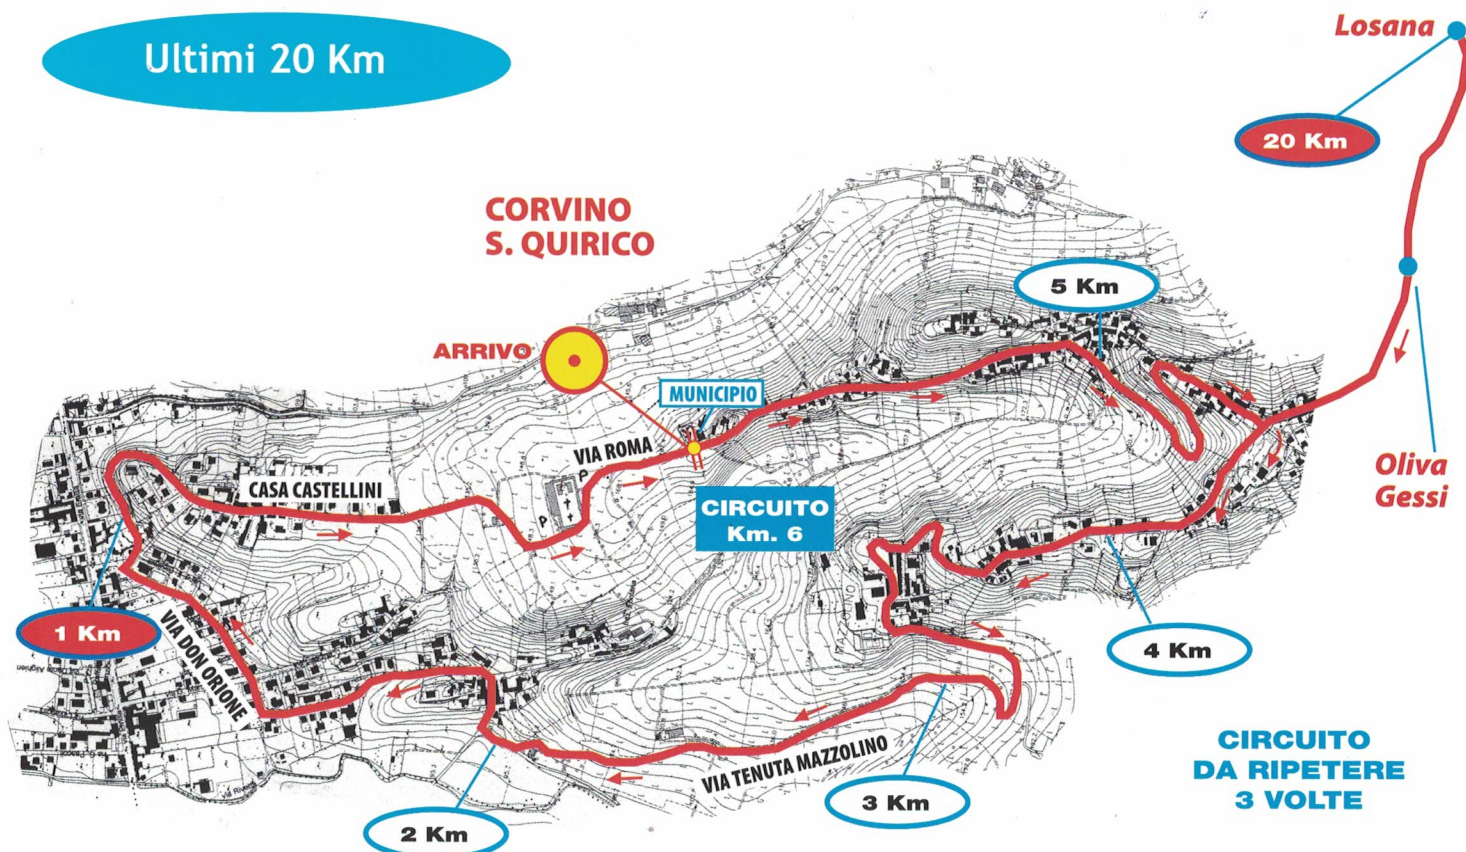 Ultimi 20 Km
Losana
20 Km
CORVINO
S. QUIRICO
5 Km
ARRIVO
MUNICIPIO
VIA ROMA
P
CASA CASTELLINI
P
CIRCUITO
Km. 6
Oliva
Gessi
1 Km
VIA DON ORIONE
4 Km
VIA TENUTA MAZZOLINO
3 Km
2 Km
CIRCUITO
DA RIPETERE
3 VOLTE